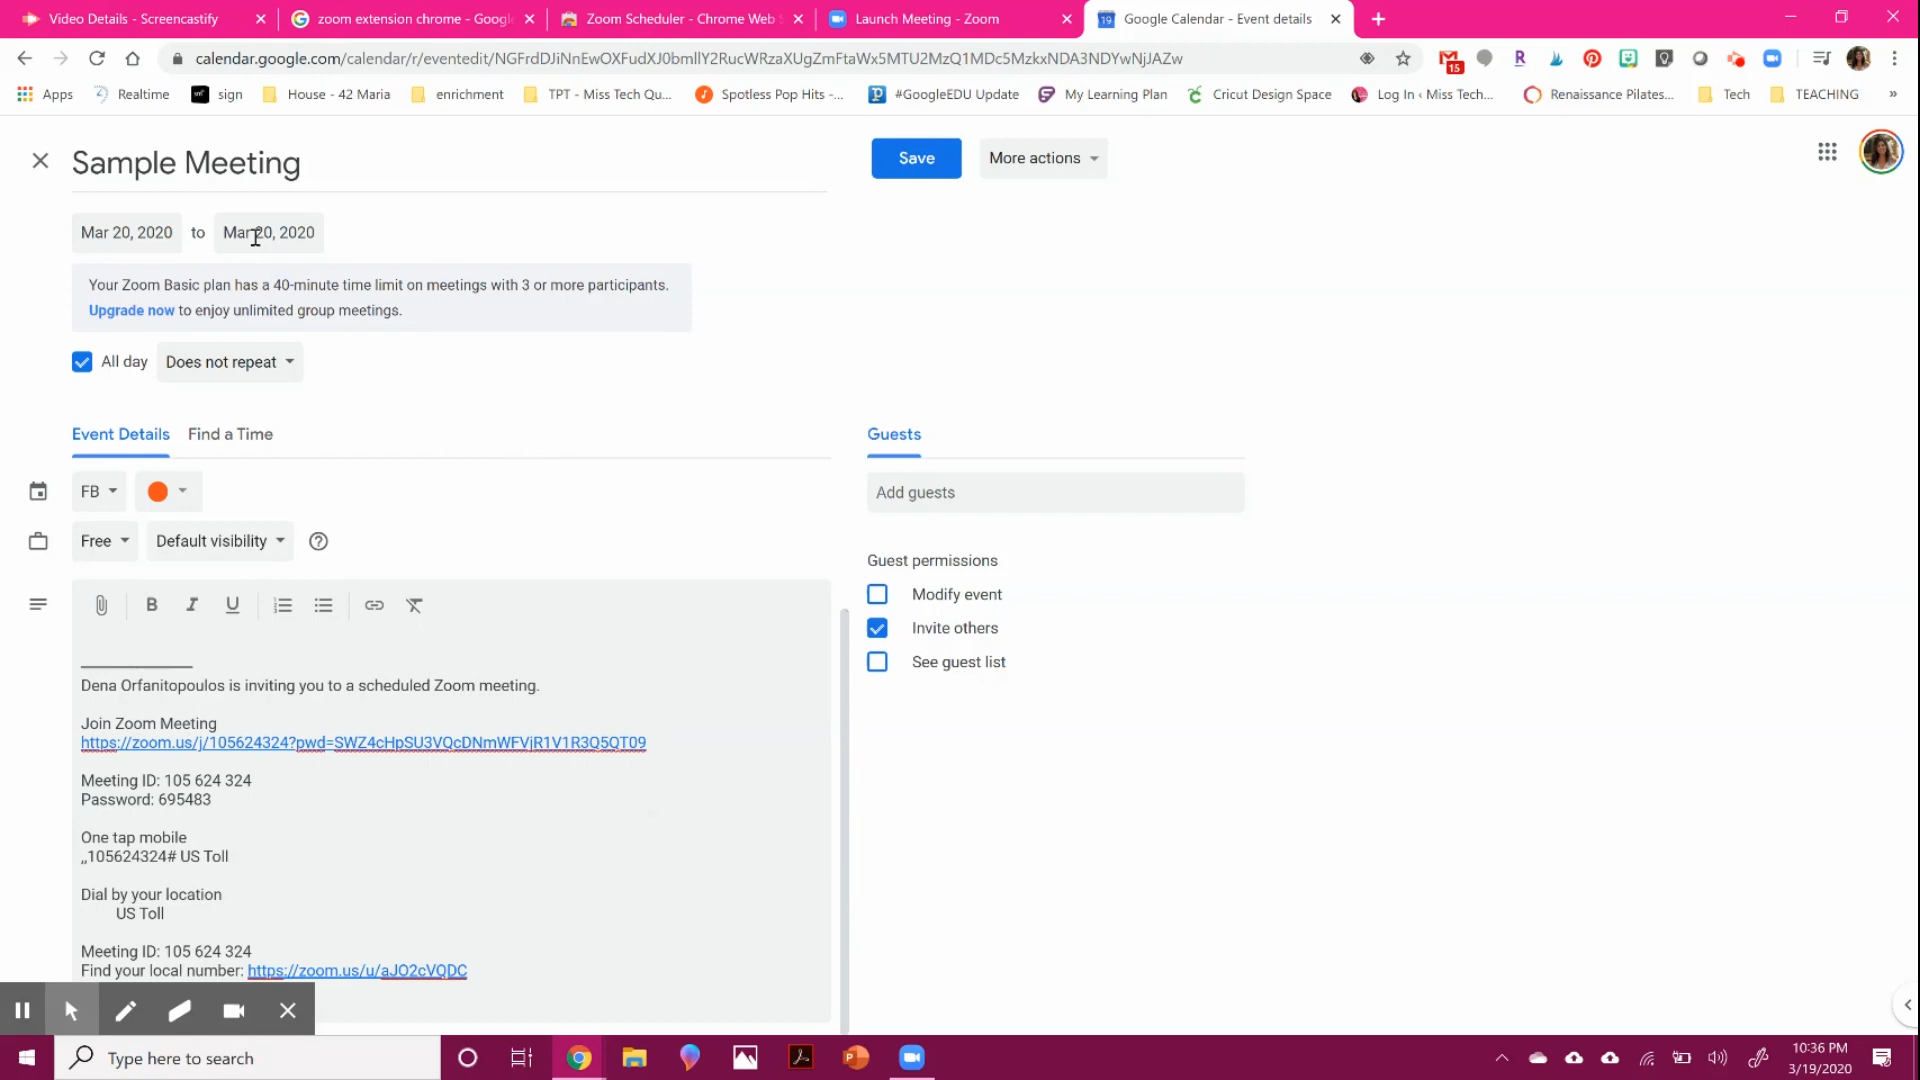 Video Details - Screencastify
zoom extension chrome - Googl
Zoom Scheduler - Chrome Web S
Launch Meeting - Zoom
19
Google Calendar - Event details
calendar.google.com/calendar/r/eventedit/NGFrdDJiNnEwOXFudXJ0bmllY2RucWRzaXUgZmFtaWx5MTU2MzQ1MDc5MzkxNDA3NDYwNjJAZw
15
Apps
Realtime
sign
House - 42 Maria
enrichment
TPT - Miss Tech Qu...
Spotless Pop Hits -...
#GoogleEDU Update
My Learning Plan
Cricut Design Space
Log In ‹ Miss Tech...
Renaissance Pilates...
Tech
TEACHING
»
Sample Meeting
Save
More actions
Mar 20, 2020 to Mar 20, 2020
Your Zoom Basic plan has a 40-minute time limit on meetings with 3 or more participants.
Upgrade now to enjoy unlimited group meetings.
All day
Does not repeat
Event Details
Find a Time
Guests
FB
Add guests
Free
Default visibility
Guest permissions
Modify event
Invite others
See guest list
B I U
Dena Orfanitopoulos is inviting you to a scheduled Zoom meeting.
Join Zoom Meeting
https://zoom.us/j/105624324?pwd=SWZ4cHpSU3VQcDNmWFVjR1V1R3Q5QT09
Meeting ID: 105 624 324
Password: 695483
One tap mobile
,,105624324# US Toll
Dial by your location
US Toll
Meeting ID: 105 624 324
Find your local number: https://zoom.us/u/aJO2cVQDC
Type here to search
10:36 PM
3/19/2020